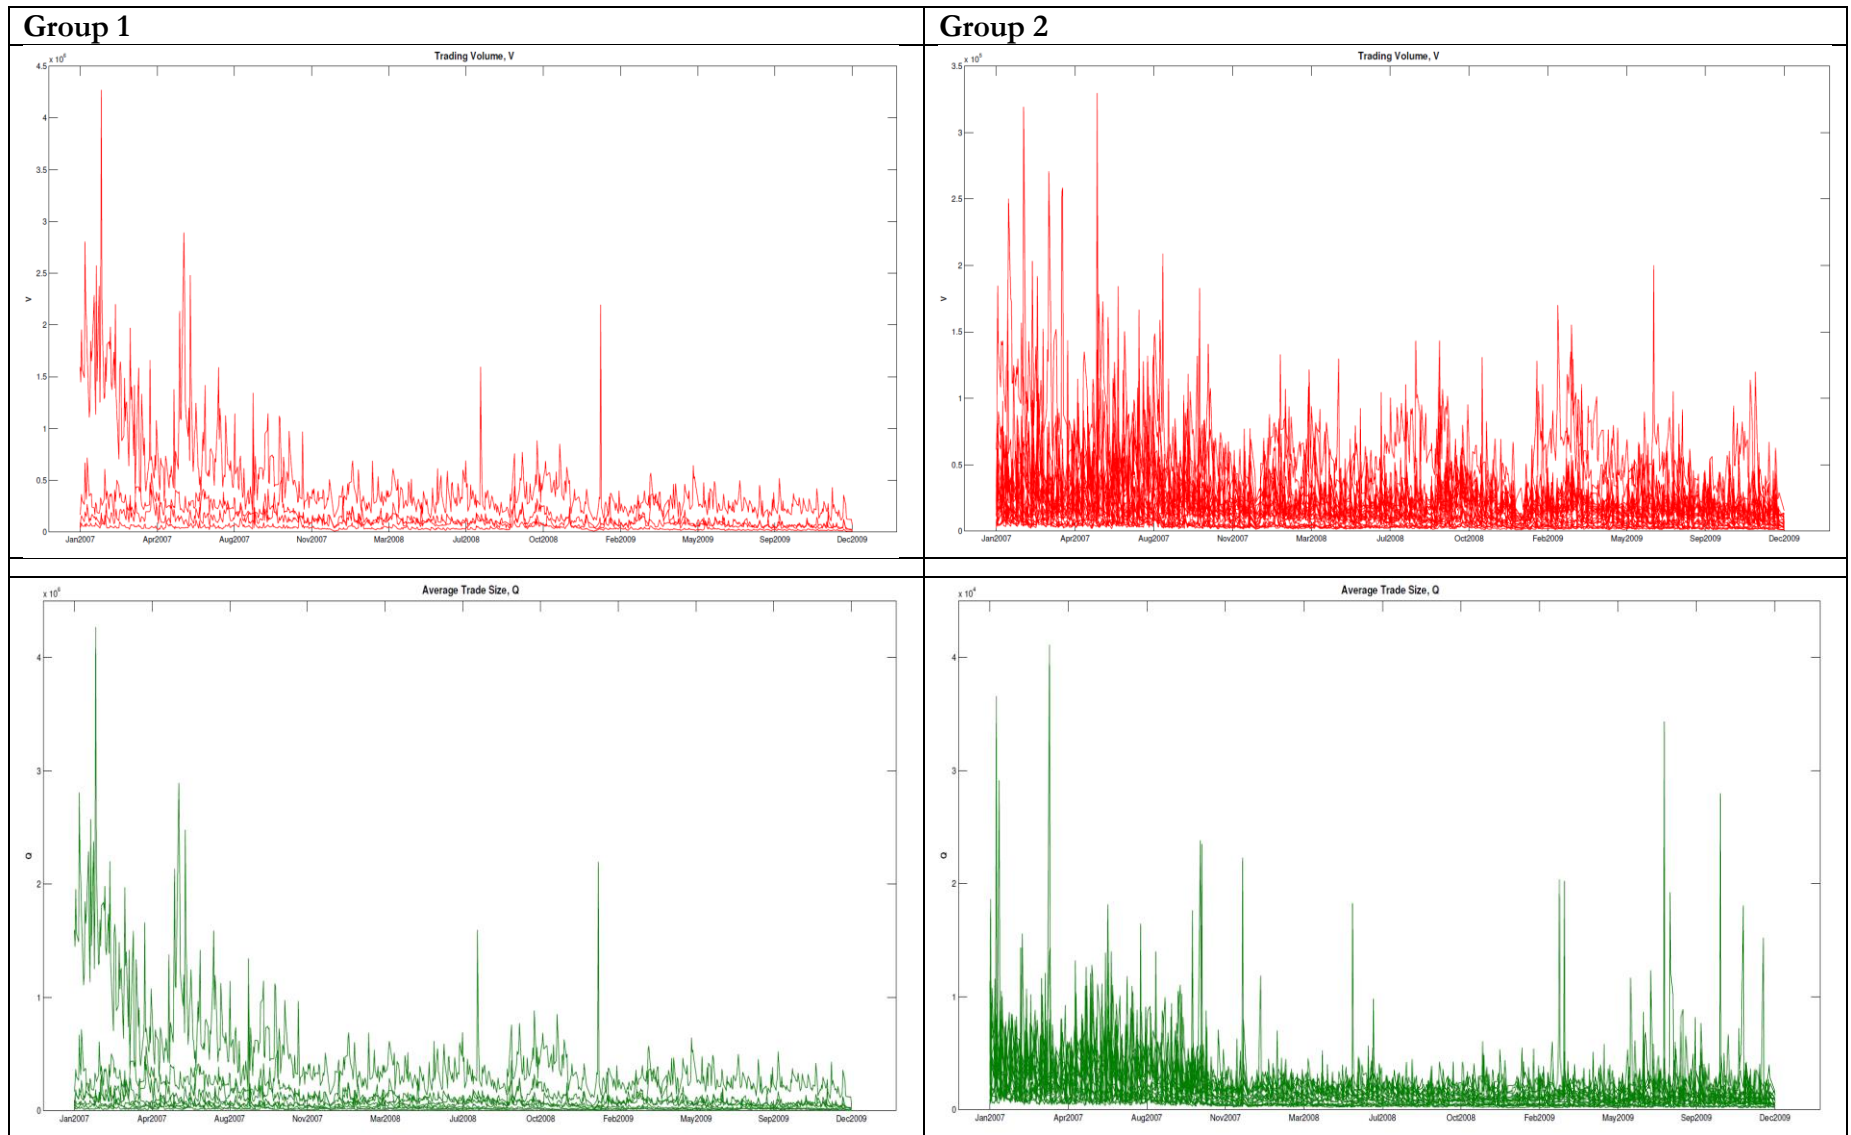 Group 1
Group 2
Trading Volume, V
x 10^6
4.5
4
3.5
3
2.5
2
1.5
1
0.5
0
V
Jan2007 Apr2007 Aug2007 Nov2007 Mar2008 Jul2008 Oct2008 Feb2009 May2009 Sep2009 Dec2009
Trading Volume, V
x 10^5
3.5
3
2.5
2
1.5
1
0.5
0
V
Jan2007 Apr2007 Aug2007 Nov2007 Mar2008 Jul2008 Oct2008 Feb2009 May2009 Sep2009 Dec2009
Average Trade Size, Q
4
3
2
1
0
Q
Jan2007 Apr2007 Aug2007 Nov2007 Mar2008 Jul2008 Oct2008 Feb2009 May2009 Sep2009 Dec2009
Average Trade Size, Q
x 10^4
4
3
2
1
0
Q
Jan2007 Apr2007 Aug2007 Nov2007 Mar2008 Jul2008 Oct2008 Feb2009 May2009 Sep2009 Dec2009